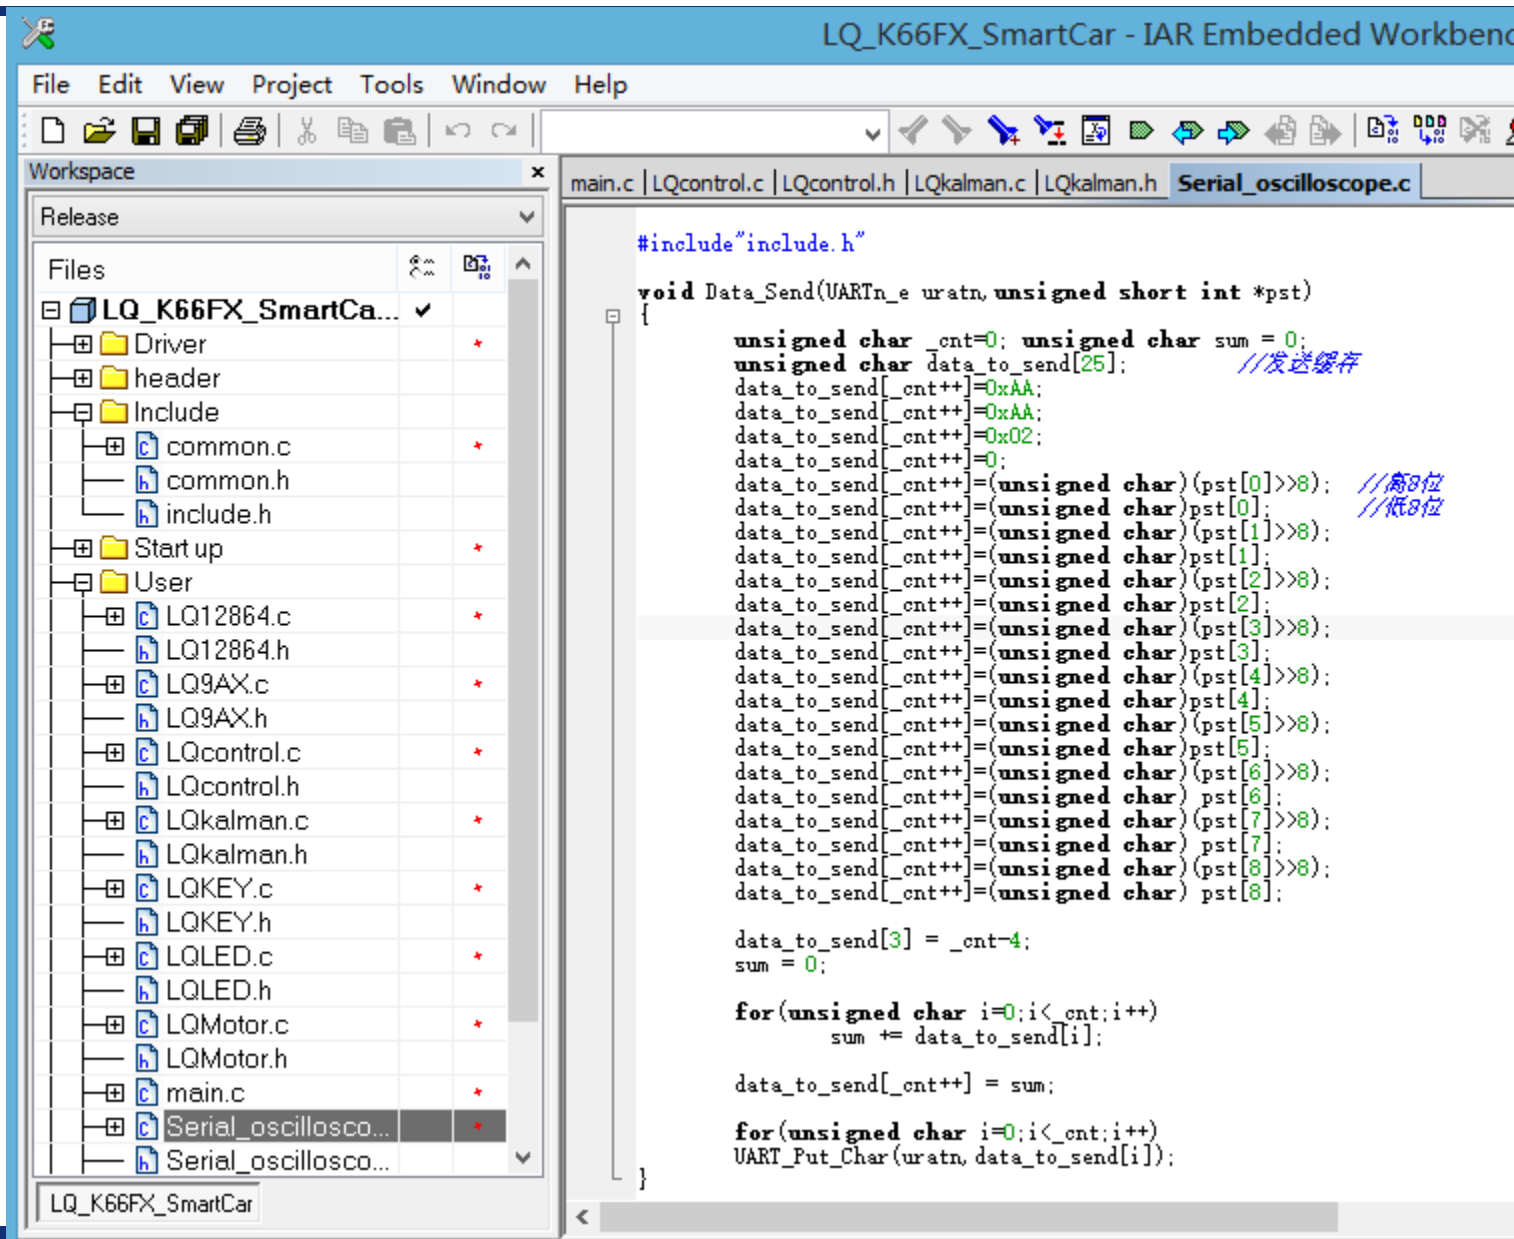 LQ_K66FX_SmartCar - IAR Embedded Workbenc
File Edit View Project Tools Window Help
Workspace
Release
Files
LQ_K66FX_SmartCa...
Driver
header
Include
common.c
common.h
include.h
Start up
User
LQ12864.c
LQ12864.h
LQ9AX.c
LQ9AX.h
LQcontrol.c
LQcontrol.h
LQkalman.c
LQkalman.h
LQKEY.c
LQKEY.h
LQLED.c
LQLED.h
LQMotor.c
LQMotor.h
main.c
Serial_oscillosco...
Serial_oscillosco...
LQ_K66FX_SmartCar
main.c | LQcontrol.c | LQcontrol.h | LQkalman.c | LQkalman.h Serial_oscilloscope.c
#include"include.h"
void Data_Send(UARTn_e uratn,unsigned short int *pst)
{
unsigned char _cnt=0; unsigned char sum = 0;
unsigned char data_to_send[25]; //发送缓存
data_to_send[_cnt++]=0xAA;
data_to_send[_cnt++]=0xAA;
data_to_send[_cnt++]=0x02;
data_to_send[_cnt++]=0;
data_to_send[_cnt++]=(unsigned char)(pst[0]>>8); //高8位
data_to_send[_cnt++]=(unsigned char)pst[0]; //低8位
data_to_send[_cnt++]=(unsigned char)(pst[1]>>8);
data_to_send[_cnt++]=(unsigned char)pst[1];
data_to_send[_cnt++]=(unsigned char)(pst[2]>>8);
data_to_send[_cnt++]=(unsigned char)pst[2];
data_to_send[_cnt++]=(unsigned char)(pst[3]>>8);
data_to_send[_cnt++]=(unsigned char)pst[3];
data_to_send[_cnt++]=(unsigned char)(pst[4]>>8);
data_to_send[_cnt++]=(unsigned char)pst[4];
data_to_send[_cnt++]=(unsigned char)(pst[5]>>8);
data_to_send[_cnt++]=(unsigned char)pst[5];
data_to_send[_cnt++]=(unsigned char)(pst[6]>>8);
data_to_send[_cnt++]=(unsigned char) pst[6];
data_to_send[_cnt++]=(unsigned char)(pst[7]>>8);
data_to_send[_cnt++]=(unsigned char) pst[7];
data_to_send[_cnt++]=(unsigned char)(pst[8]>>8);
data_to_send[_cnt++]=(unsigned char) pst[8];
data_to_send[3] = _cnt-4;
sum = 0;
for(unsigned char i=0;i<_cnt;i++)
sum += data_to_send[i];
data_to_send[_cnt++] = sum;
for(unsigned char i=0;i<_cnt;i++)
UART_Put_Char(uratn,data_to_send[i]);
}